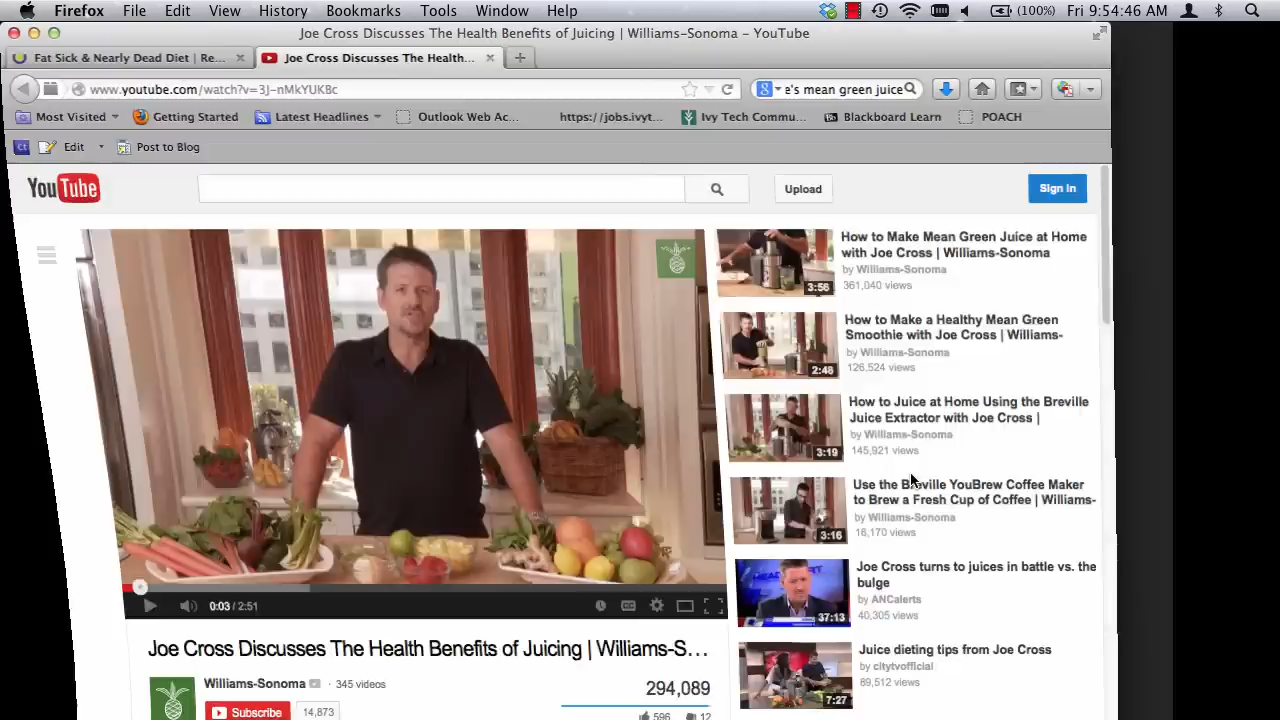 Firefox File Edit View History Bookmarks Tools Window Help (100%) Fri 9:54:46 AM
Joe Cross Discusses The Health Benefits of Juicing | Williams-Sonoma – YouTube
Fat Sick & Nearly Dead Diet | Re... Joe Cross Discusses The Health...
www.youtube.com/watch?v=3J-nMkYUKBc e's mean green juice
Most Visited Getting Started Latest Headlines Outlook Web Ac... https://jobs.ivyt... Ivy Tech Commu... Blackboard Learn POACH
Edit Post to Blog
YouTube Upload Sign in
How to Make Mean Green Juice at Home
with Joe Cross | Williams-Sonoma
by Williams-Sonoma
361,040 views
3:56
How to Make a Healthy Mean Green
Smoothie with Joe Cross | Williams-
by Williams-Sonoma
126,524 views
2:48
How to Juice at Home Using the Breville
Juice Extractor with Joe Cross |
by Williams-Sonoma
145,921 views
3:19
Use the Breville YouBrew Coffee Maker
to Brew a Fresh Cup of Coffee | Williams-
by Williams-Sonoma
16,170 views
3:16
Joe Cross turns to juices in battle vs. the
bulge
by ANCalerts
40,305 views
37:13
Juice dieting tips from Joe Cross
by citytvofficial
69,512 views
7:27
0:03 / 2:51
Joe Cross Discusses The Health Benefits of Juicing | Williams-S...
Williams-Sonoma · 345 videos
294,089
Subscribe 14,873
596 12